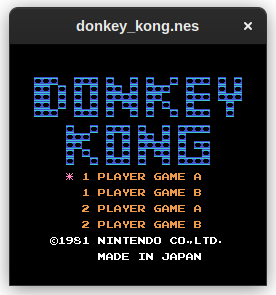 donkey_kong.nes ×
DONKEY
KONG
* 1 PLAYER GAME A
1 PLAYER GAME B
2 PLAYER GAME A
2 PLAYER GAME B
©1981 NINTENDO CO.,LTD.
MADE IN JAPAN